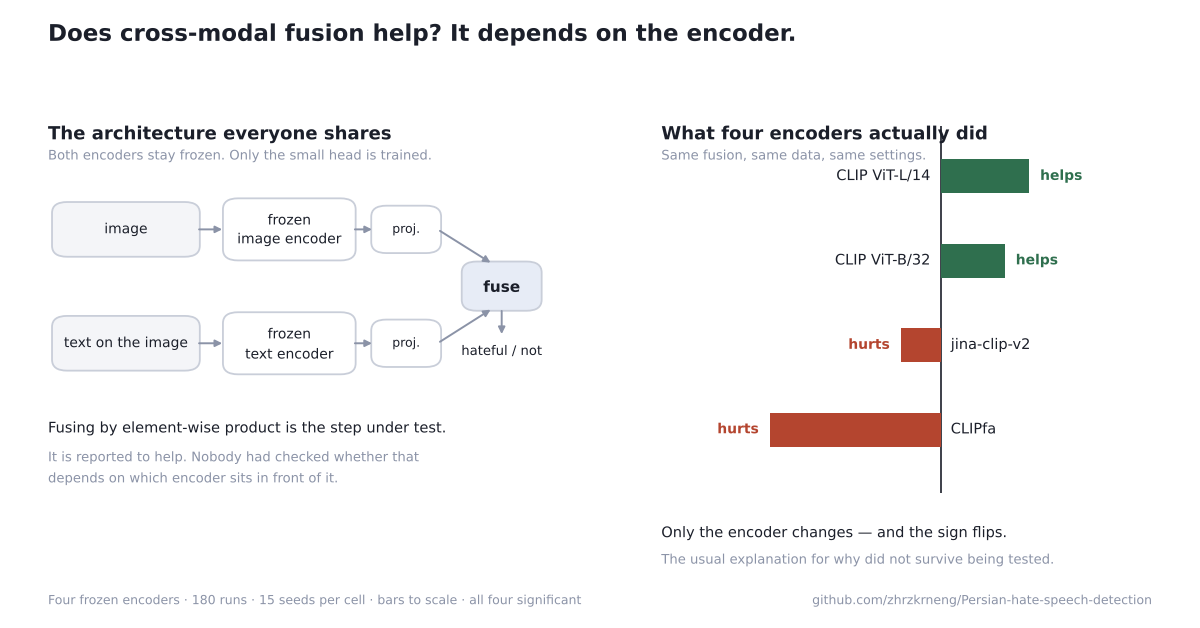 Does cross-modal fusion help? It depends on the encoder.
The architecture everyone shares
Both encoders stay frozen. Only the small head is trained.
image
frozen
image encoder
proj.
fuse
text on the image
frozen
text encoder
proj.
hateful / not
Fusing by element-wise product is the step under test.
It is reported to help. Nobody had checked whether that
depends on which encoder sits in front of it.
What four encoders actually did
Same fusion, same data, same settings.
CLIP ViT-L/14 helps
CLIP ViT-B/32 helps
hurts jina-clip-v2
hurts CLIPfa
Only the encoder changes — and the sign flips.
The usual explanation for why did not survive being tested.
Four frozen encoders · 180 runs · 15 seeds per cell · bars to scale · all four significant
github.com/zhrzkrneng/Persian-hate-speech-detection